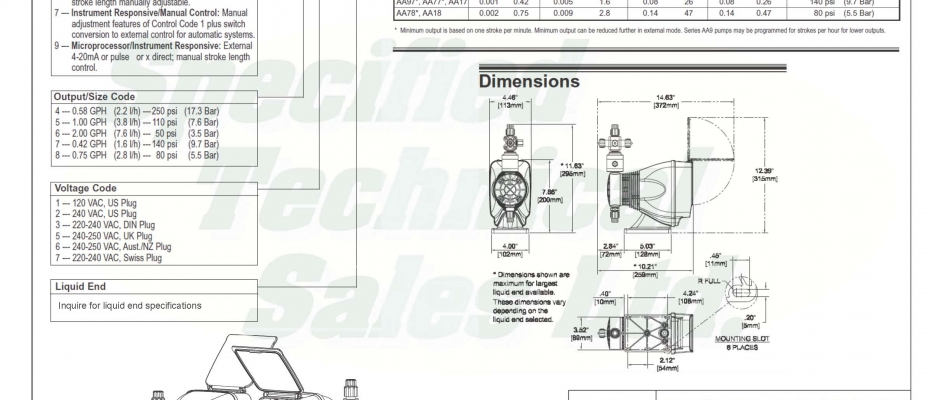 stroke length manually adjustable.
7 — Instrument Responsive/Manual Control: Manual
adjustment features of Control Code 1 plus switch
conversion to external control for automatic systems.
9 — Microprocessor/Instrument Responsive: External
4-20mA or pulse or x direct; manual stroke length
control.
Output/Size Code
4 — 0.58 GPH (2.2 l/h) — 250 psi (17.3 Bar)
5 — 1.00 GPH (3.8 l/h) — 110 psi (7.6 Bar)
6 — 2.00 GPH (7.6 l/h) — 50 psi (3.5 Bar)
7 — 0.42 GPH (1.6 l/h) — 140 psi (9.7 Bar)
8 — 0.75 GPH (2.8 l/h) — 80 psi (5.5 Bar)
Voltage Code
1 — 120 VAC, US Plug
2 — 240 VAC, US Plug
3 — 220-240 VAC, DIN Plug
5 — 240-250 VAC, UK Plug
6 — 240-250 VAC, Aust./NZ Plug
7 — 220-240 VAC, Swiss Plug
Liquid End
Inquire for liquid end specifications
AA97*, AA77*, AA17 0.001 0.42 0.005 1.6 0.08 26 0.08 0.26 140 psi (9.7 Bar)
AA78*, AA18 0.002 0.75 0.009 2.8 0.14 47 0.14 0.47 80 psi (5.5 Bar)
* Minimum output is based on one stroke per minute. Minimum output can be reduced further in external mode. Series AA9 pumps may be programmed for strokes per hour for lower outputs.
Dimensions
4.46"
[113mm]
14.63"
[372mm]
* 11.63"
[295mm]
7.86"
[200mm]
12.39"
[315mm]
4.00"
[102mm]
2.84"
[72mm]
5.03"
[128mm]
* 10.21"
[259mm]
.45"
[11mm]
R FULL
* Dimensions shown are
maximum for largest
liquid end available.
These dimensions vary
depending on the
liquid end selected.
.40"
[10mm]
4.24"
[108mm]
3.52"
[89mm]
.20"
[5mm]
MOUNTING SLOT
6 PLACES
2.12"
[54mm]
Specified
Technical
Sales Ltd.